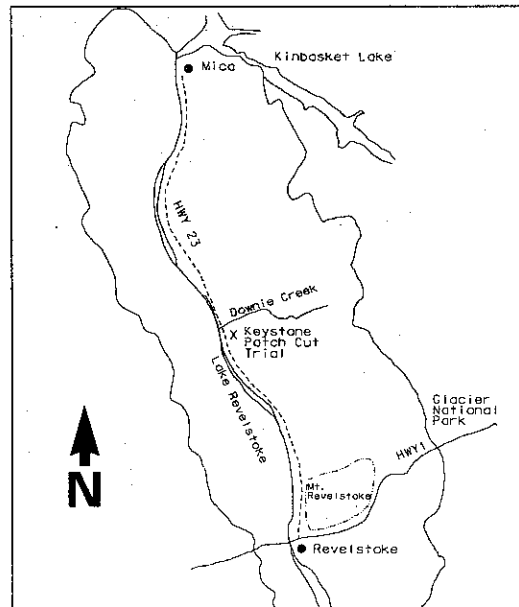 Kinbasket Lake
Mica
HWY 23
Downie Creek
X Keystone
Patch Cut
Trial
Lake Revelstoke
Glacier
National
Park
HWY1
Mt.
Revelstoke
N
Revelstoke